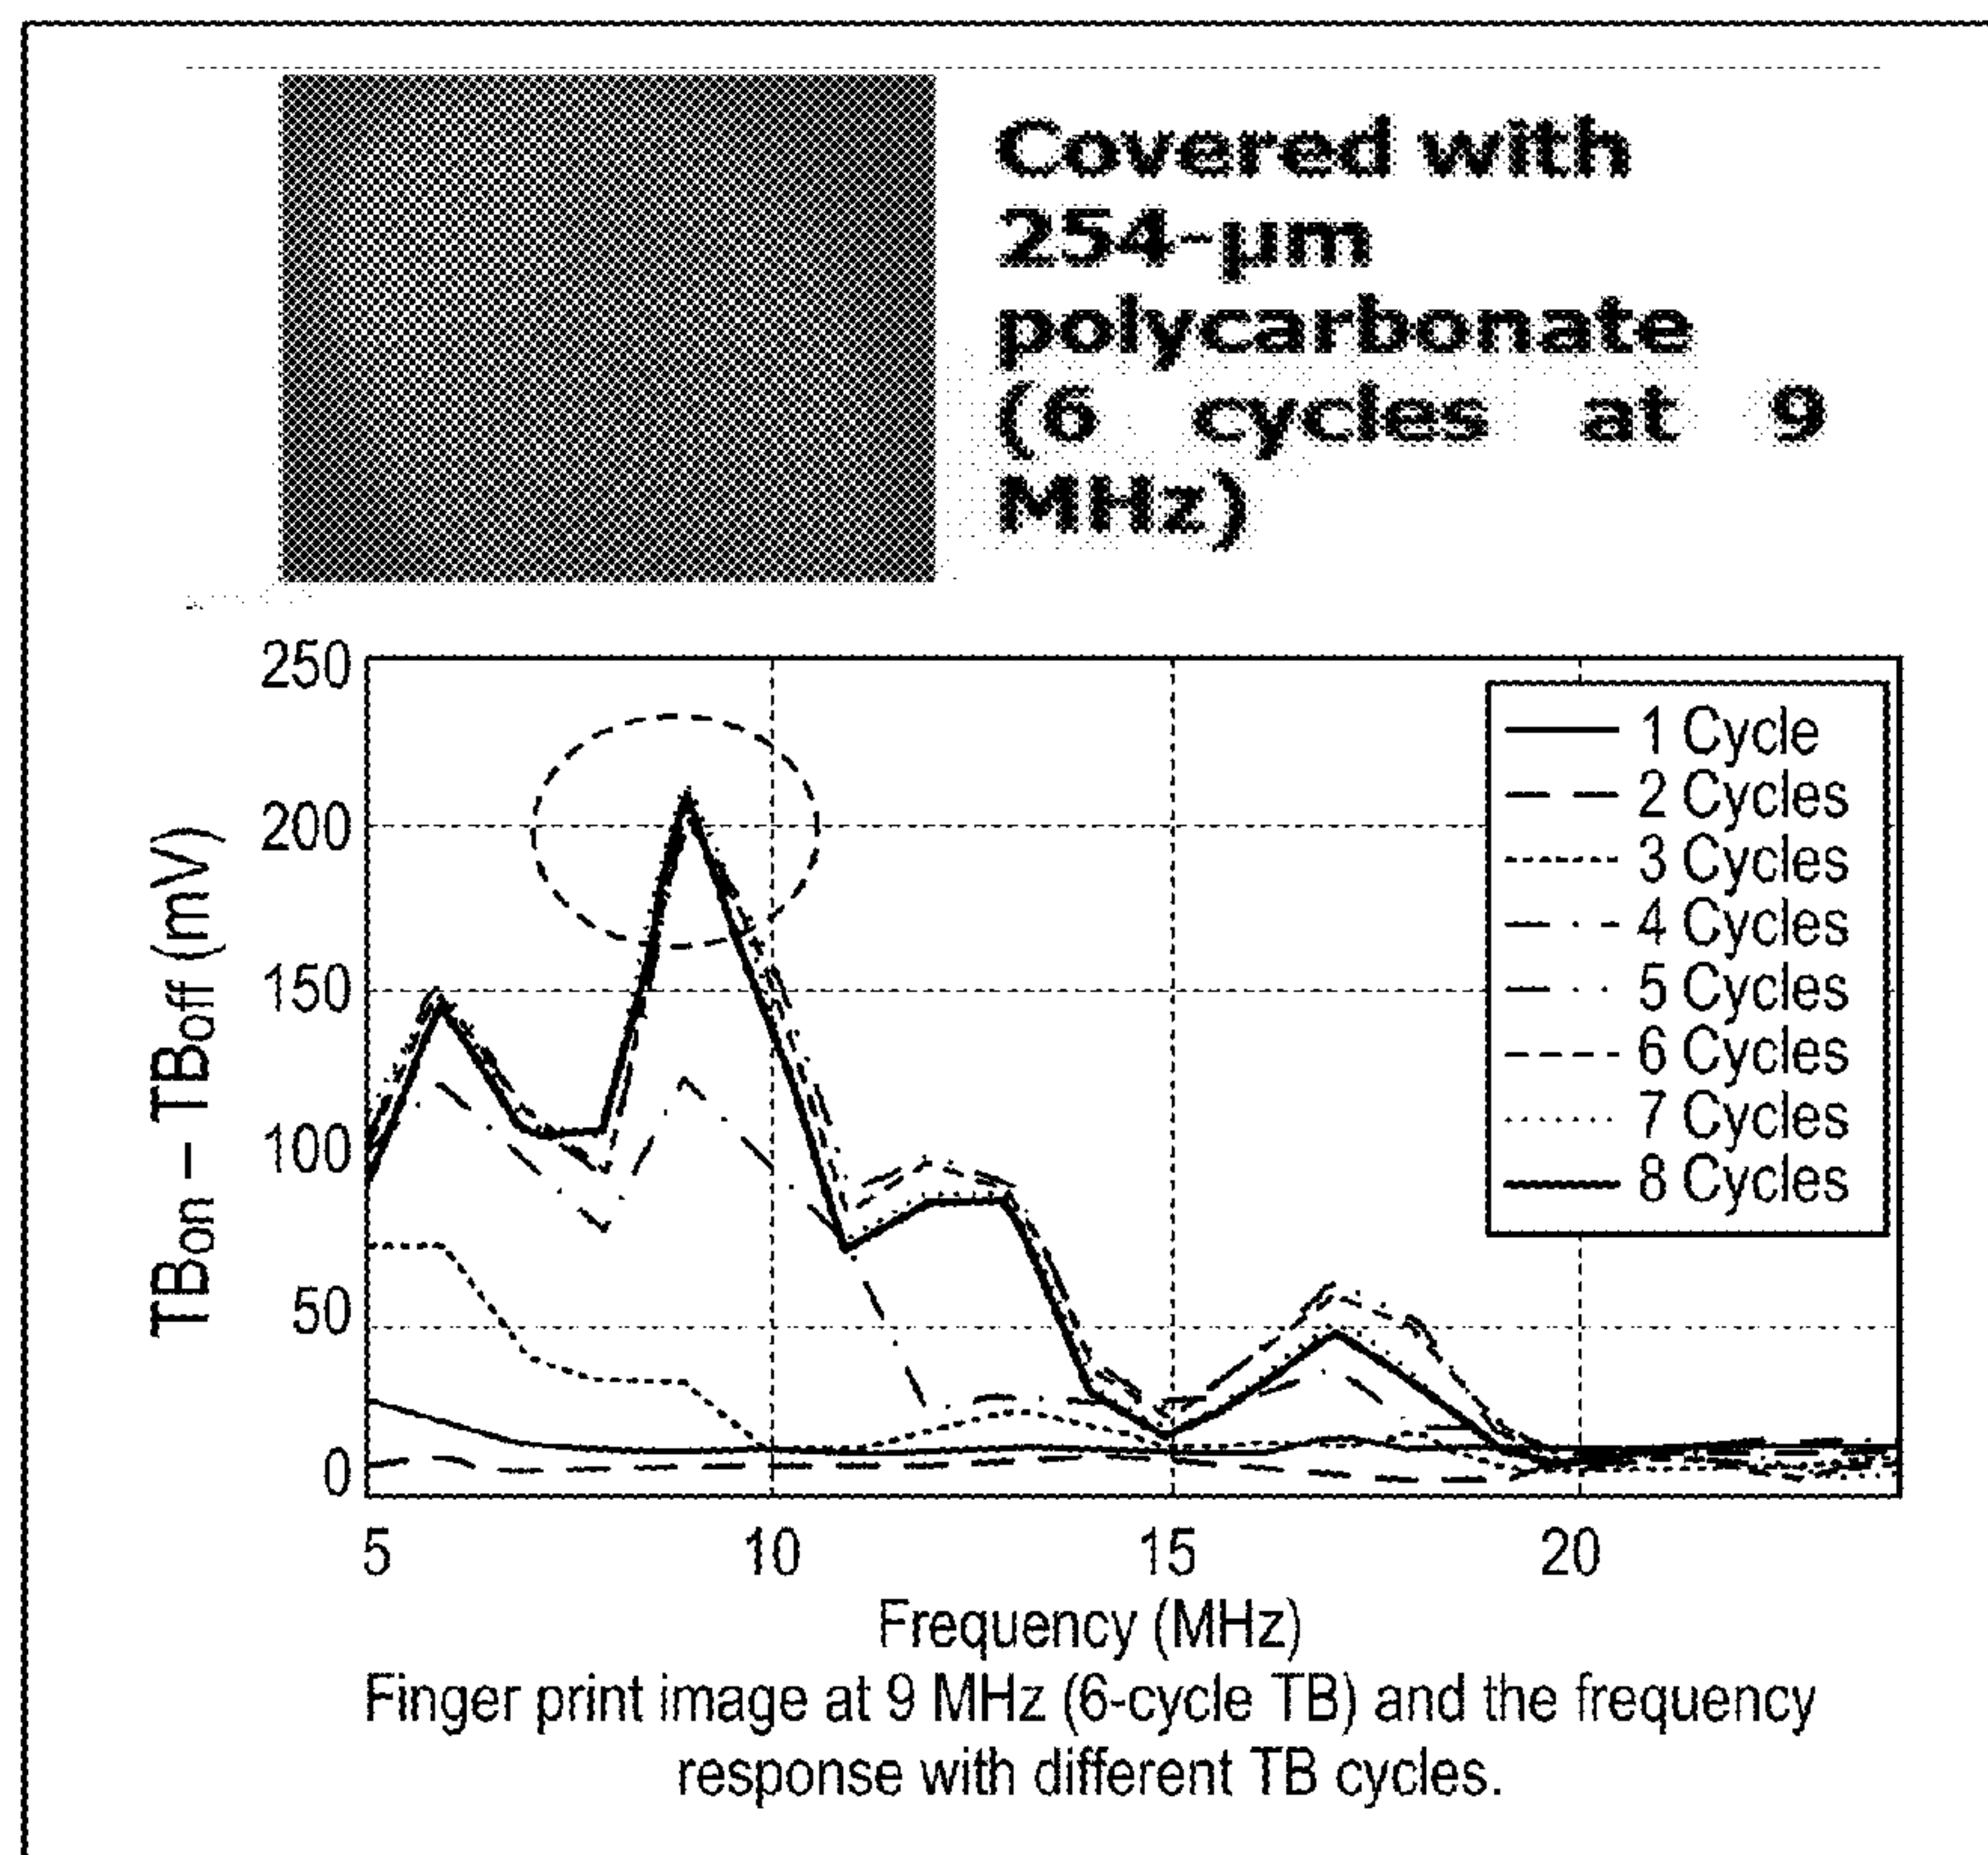 Covered with
254-µm
polycarbonate
(6 cycles at 9
MHz)
250
200
150
100
50
0
TBon – TBoff (mV)
1 Cycle
2 Cycles
3 Cycles
4 Cycles
5 Cycles
6 Cycles
7 Cycles
8 Cycles
5 10 15 20
Frequency (MHz)
Finger print image at 9 MHz (6-cycle TB) and the frequency
response with different TB cycles.